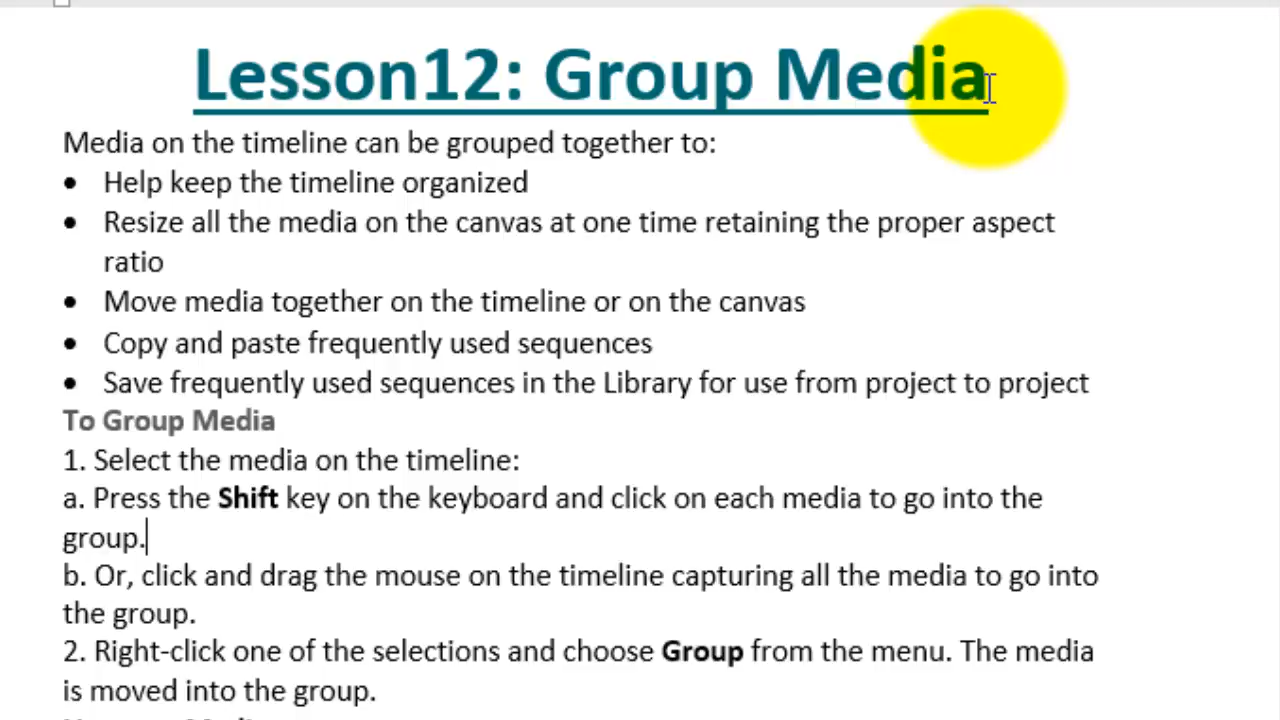 Lesson12: Group Media
Media on the timeline can be grouped together to:
• Help keep the timeline organized
• Resize all the media on the canvas at one time retaining the proper aspect
ratio
• Move media together on the timeline or on the canvas
• Copy and paste frequently used sequences
• Save frequently used sequences in the Library for use from project to project
To Group Media
1. Select the media on the timeline:
a. Press the Shift key on the keyboard and click on each media to go into the
group.
b. Or, click and drag the mouse on the timeline capturing all the media to go into
the group.
2. Right-click one of the selections and choose Group from the menu. The media
is moved into the group.